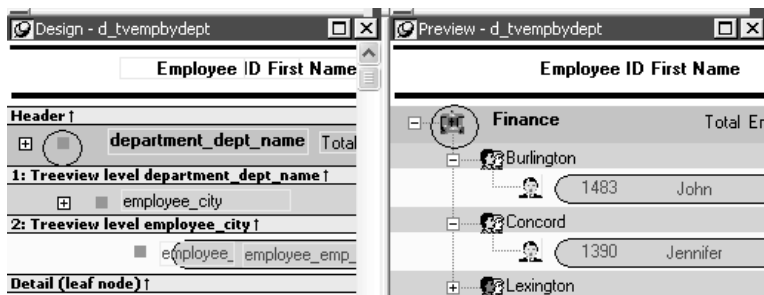 Design - d_tvempbydept
Employee ID First Name
Header ↑
department_dept_name Total
1: Treeview level department_dept_name ↑
employee_city
2: Treeview level employee_city ↑
employee_ employee_emp_
Detail (leaf node) ↑
Preview - d_tvempbydept
Employee ID First Name
Finance Total Er
Burlington
1483 John
Concord
1390 Jennifer
Lexington